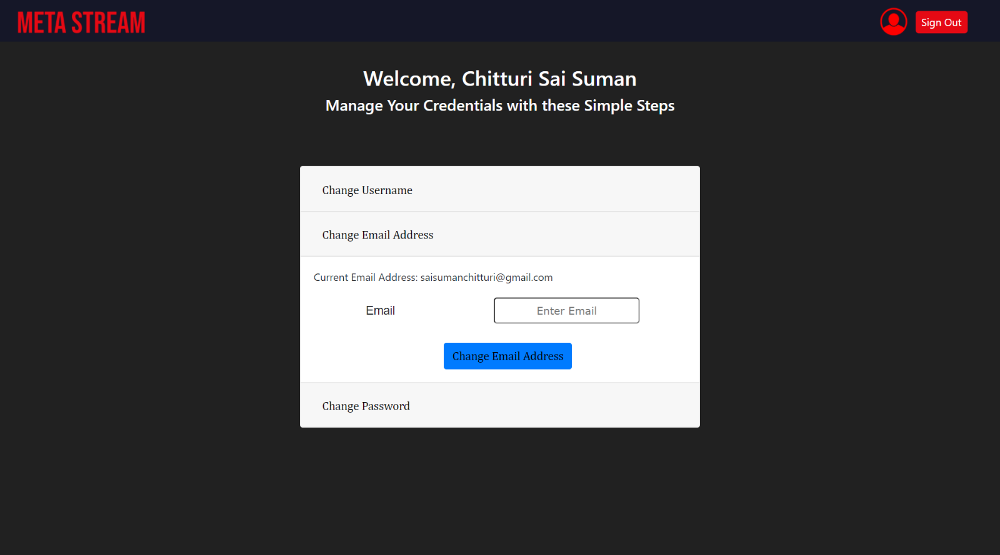 META STREAM
Sign Out
Welcome, Chitturi Sai Suman
Manage Your Credentials with these Simple Steps
Change Username
Change Email Address
Current Email Address: saisumanchitturi@gmail.com
Email
Enter Email
Change Email Address
Change Password